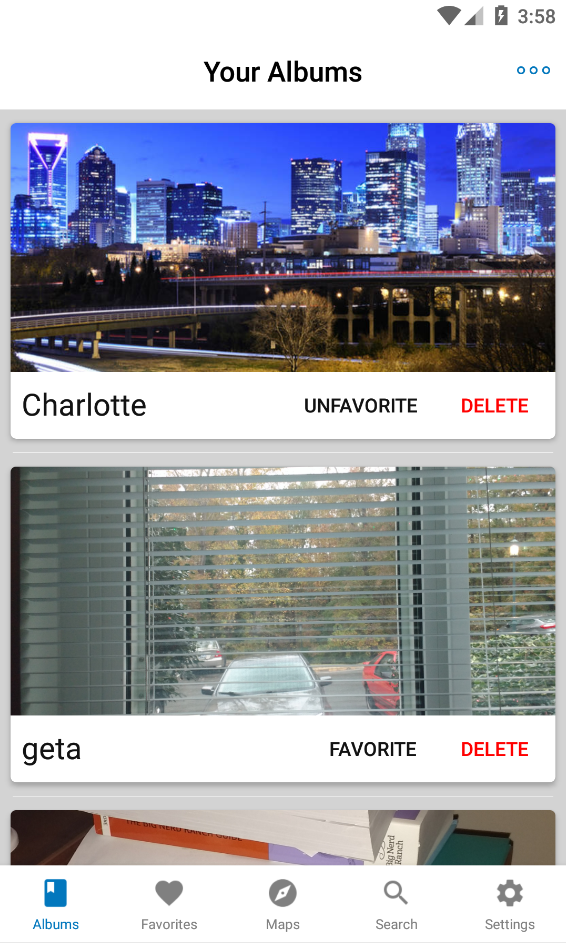 3:58
Your Albums
Charlotte
UNFAVORITE
DELETE
geta
FAVORITE
DELETE
THE BIG NERD RANCH GUIDE
Big Nerd
Ranch
Albums
Favorites
Maps
Search
Settings